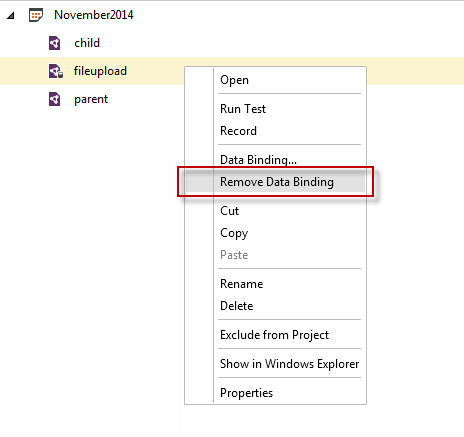 November2014
child
fileupload
parent
Open
Run Test
Record
Data Binding...
Remove Data Binding
Cut
Copy
Paste
Rename
Delete
Exclude from Project
Show in Windows Explorer
Properties